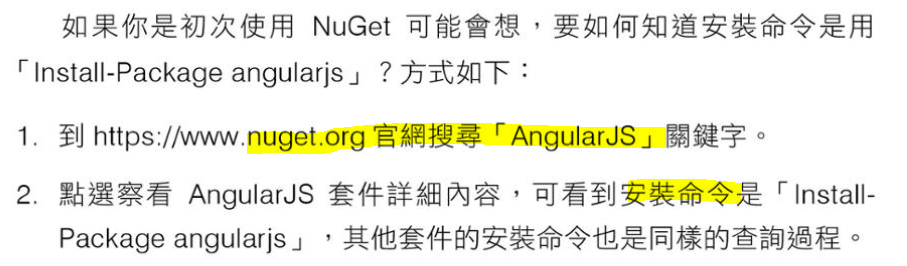 如果你是初次使用 NuGet 可能會想，要如何知道安裝命令是用
「Install-Package angularjs」？方式如下：
1. 到 https://www.nuget.org 官網搜尋「AngularJS」關鍵字。
2. 點選察看 AngularJS 套件詳細內容，可看到安裝命令是「Install-
Package angularjs」，其他套件的安裝命令也是同樣的查詢過程。